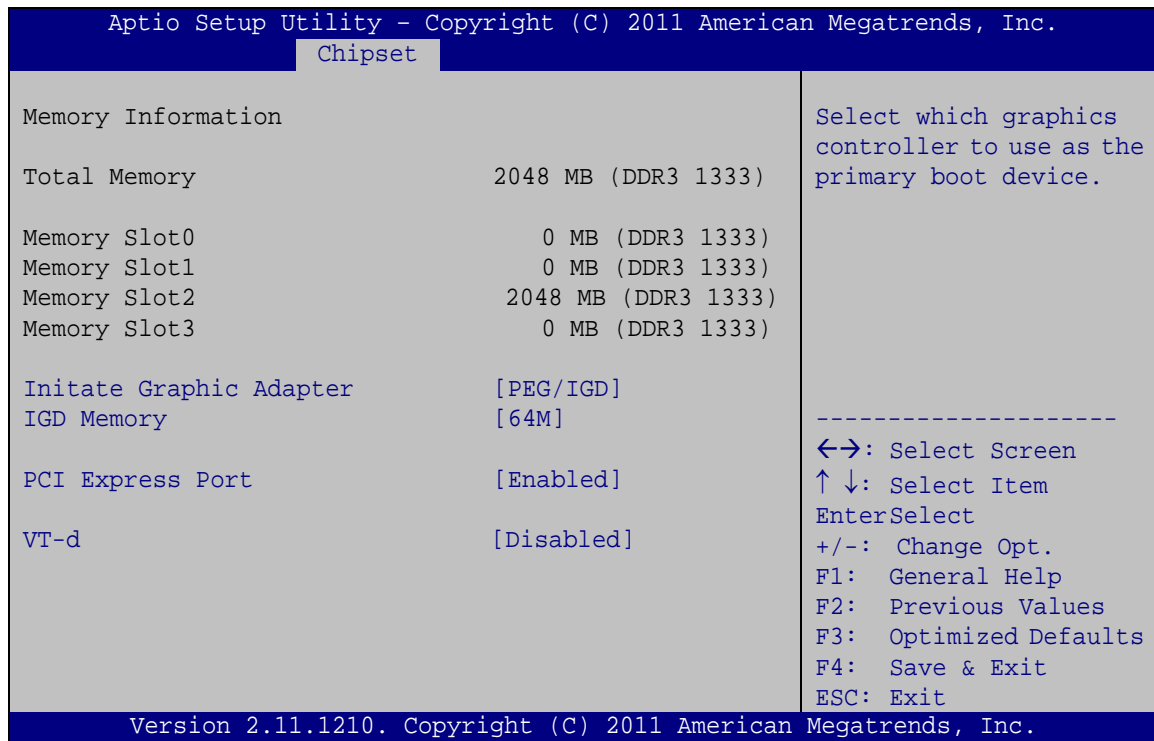 Aptio Setup Utility – Copyright (C) 2011 American Megatrends, Inc.
Chipset
Memory Information
Total Memory 2048 MB (DDR3 1333)
Memory Slot0 0 MB (DDR3 1333)
Memory Slot1 0 MB (DDR3 1333)
Memory Slot2 2048 MB (DDR3 1333)
Memory Slot3 0 MB (DDR3 1333)
Initate Graphic Adapter [PEG/IGD]
IGD Memory [64M]
PCI Express Port [Enabled]
VT-d [Disabled]
Select which graphics
controller to use as the
primary boot device.
---------------------
←→: Select Screen
↑ ↓: Select Item
EnterSelect
+/-: Change Opt.
F1: General Help
F2: Previous Values
F3: Optimized Defaults
F4: Save & Exit
ESC: Exit
Version 2.11.1210. Copyright (C) 2011 American Megatrends, Inc.